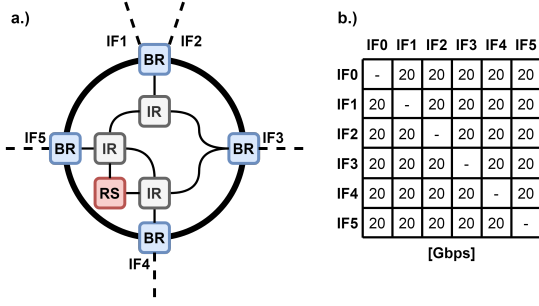 a.)
IF1 IF2
BR
IR
IF5 IF3
BR IR BR
RS IR
BR
IF4
b.)
IF0 IF1 IF2 IF3 IF4 IF5
IF0 - 20 20 20 20 20
IF1 20 - 20 20 20 20
IF2 20 20 - 20 20 20
IF3 20 20 20 - 20 20
IF4 20 20 20 20 - 20
IF5 20 20 20 20 20 -
[Gbps]